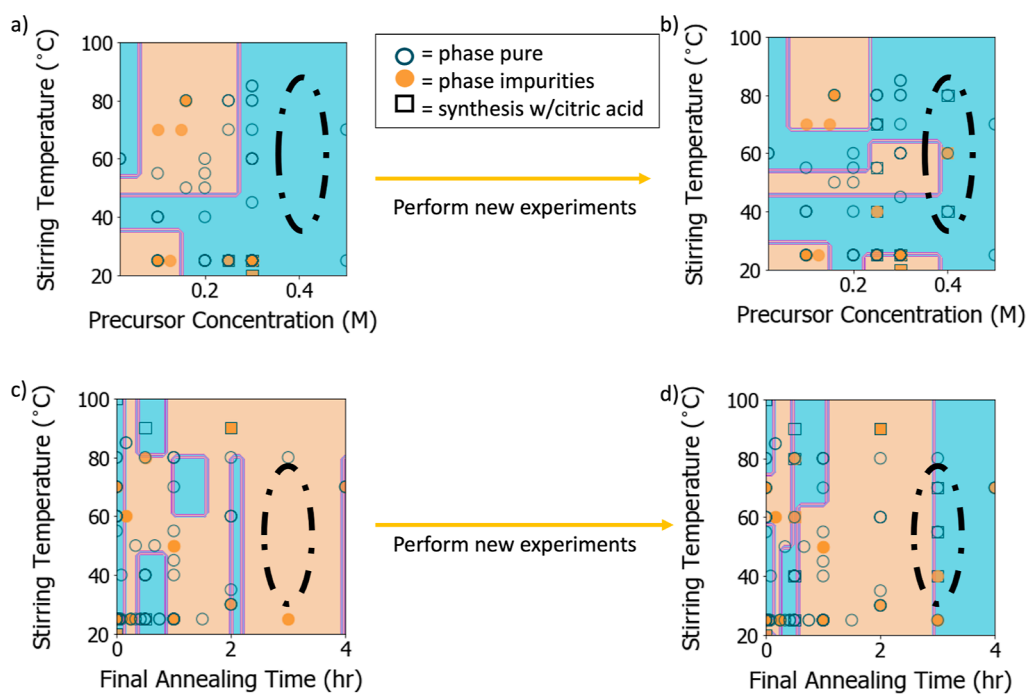 a)
b)
Stirring Temperature (˚C)
100
80
60
40
20
0.2
0.4
Precursor Concentration (M)
= phase pure
= phase impurities
= synthesis w/citric acid
Perform new experiments
Stirring Temperature (˚C)
100
80
60
40
20
0.2
0.4
Precursor Concentration (M)
c)
d)
Stirring Temperature (˚C)
100
80
60
40
20
0
2
4
Final Annealing Time (hr)
Perform new experiments
Stirring Temperature (˚C)
100
80
60
40
20
0
2
4
Final Annealing Time (hr)